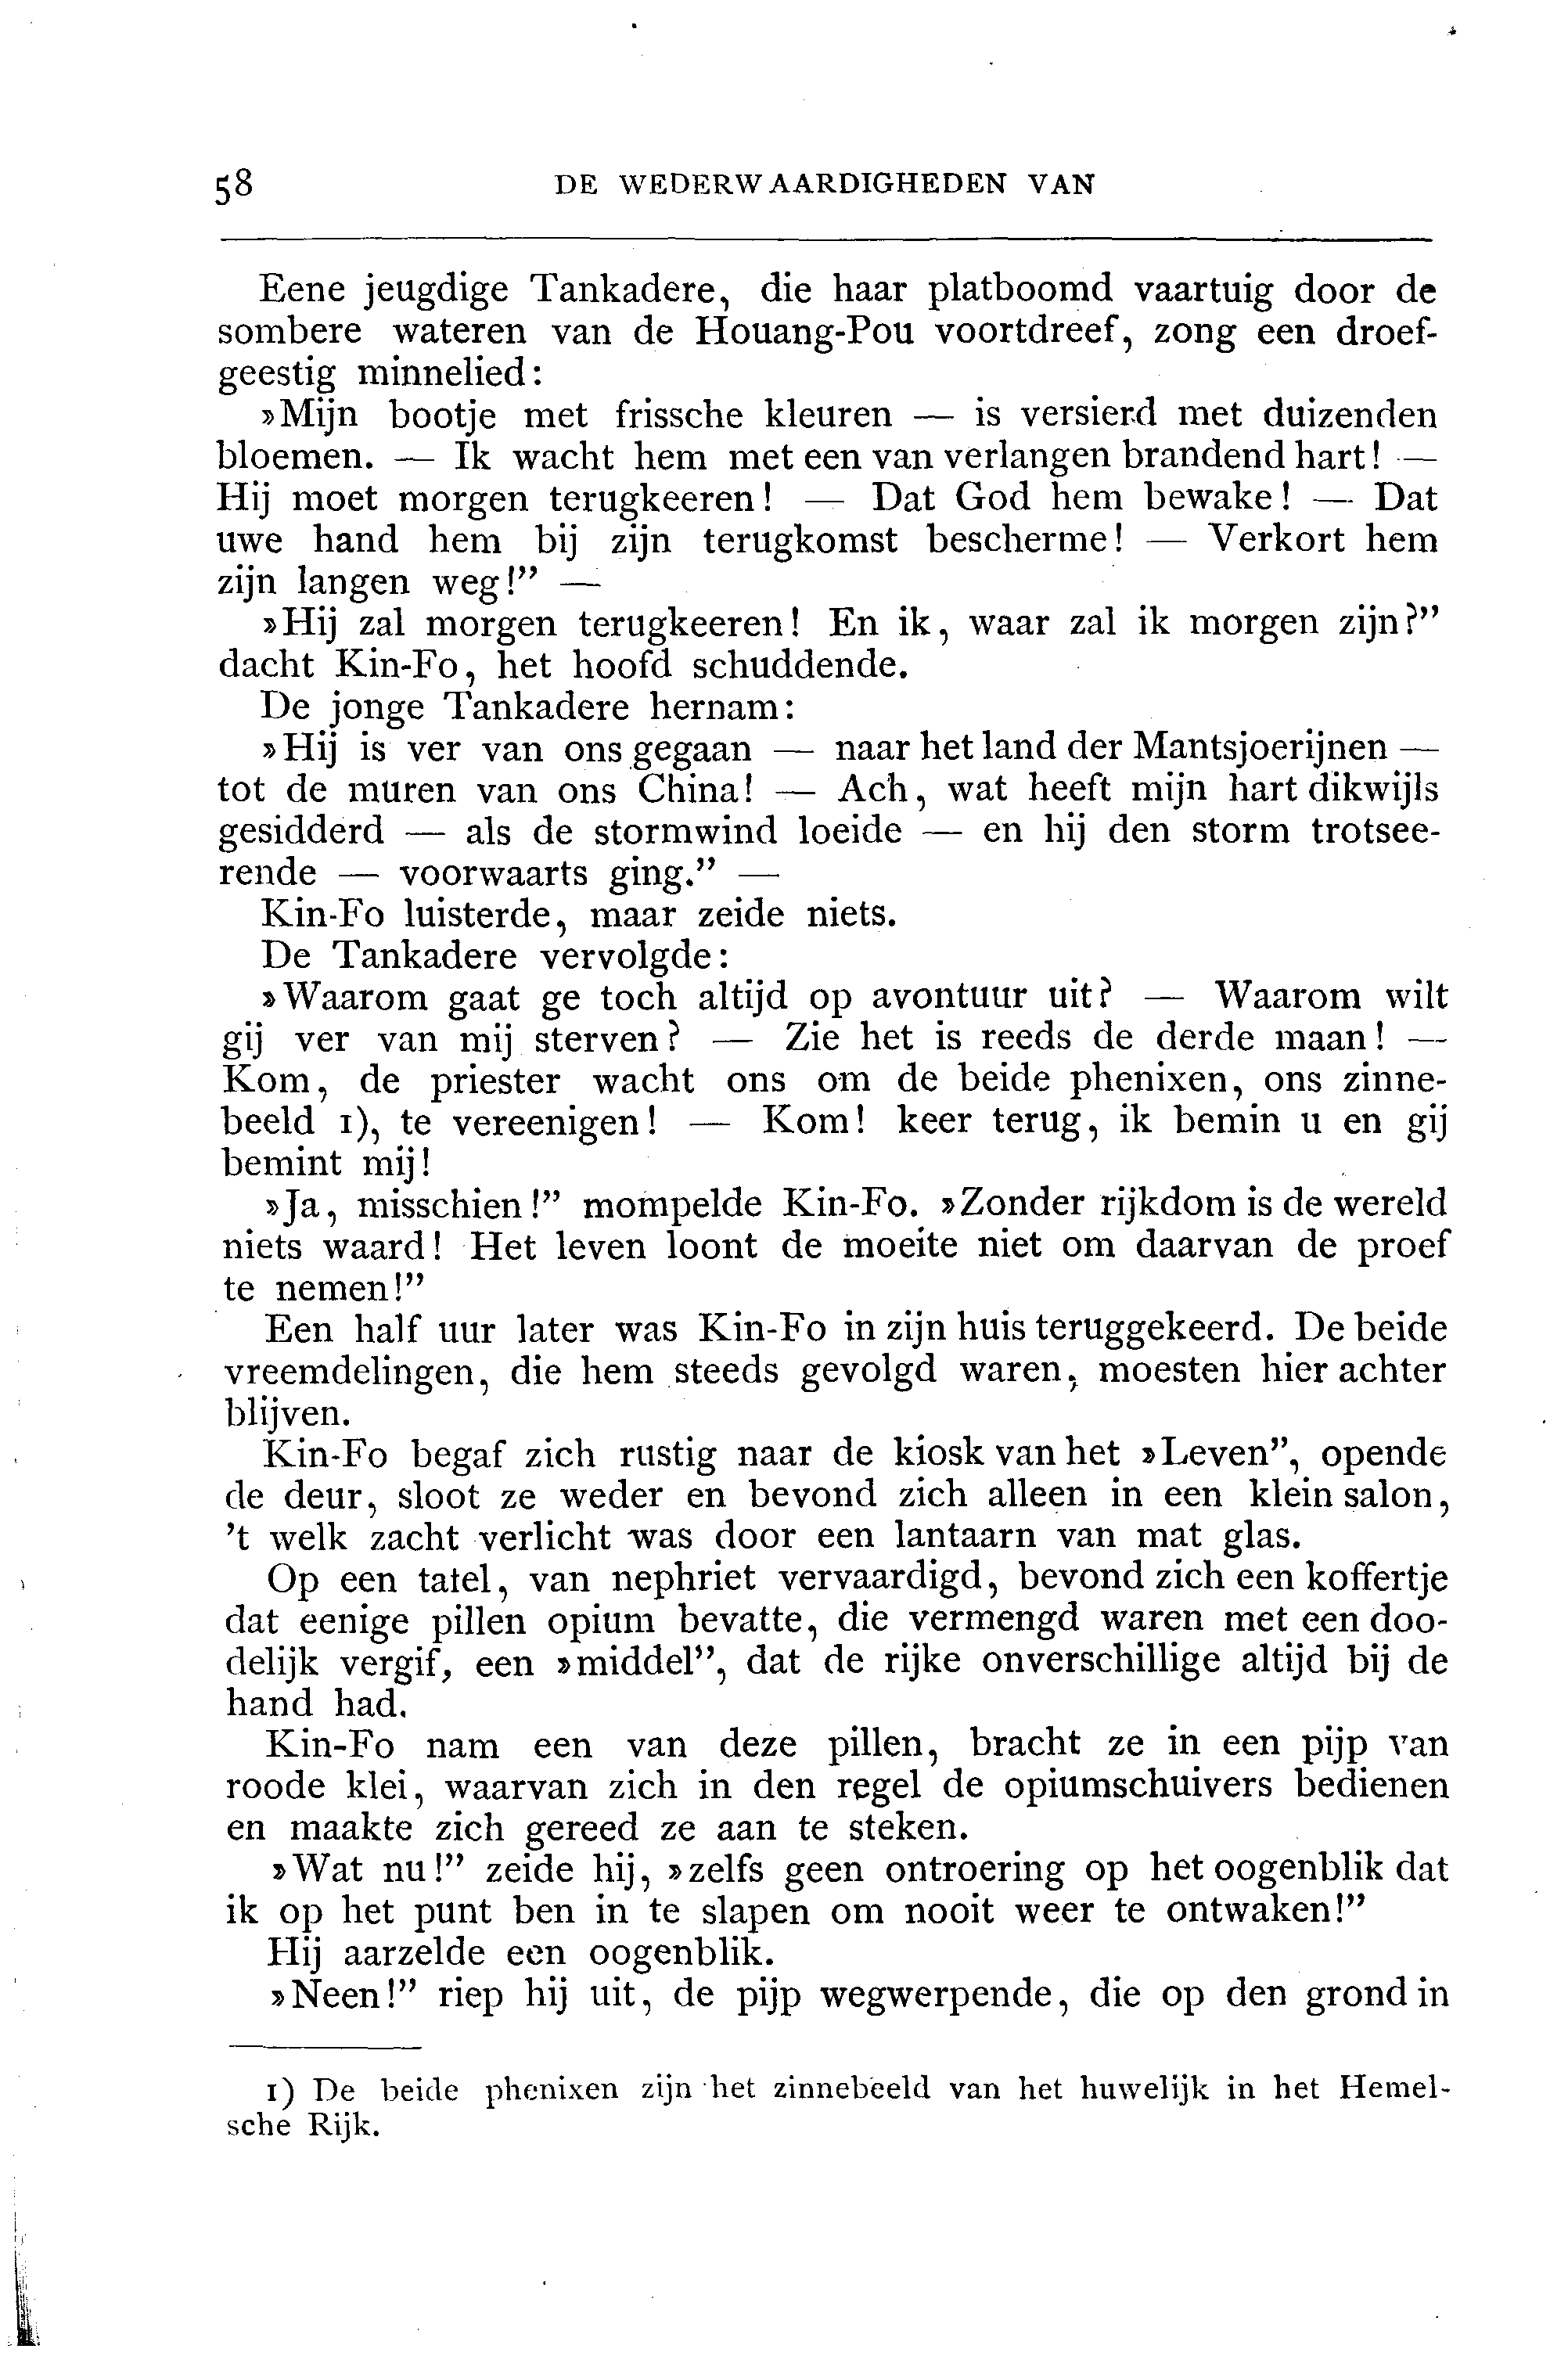 58 DE WEDERWAARDIGHEDEN VAN
Eene jeugdige Tankadere, die haar platboomd vaartuig door de
sombere wateren van de Houang-Pou voortdreef, zong een droef-
geestig minnelied:
»Mijn bootje met frissche kleuren — is versierd met duizenden
bloemen. — Ik wacht hem met een van verlangen brandend hart! —
Hij moet morgen terugkeeren! — Dat God hem bewake! — Dat
uwe hand hem bij zijn terugkomst bescherme! — Verkort hem
zijn langen weg!” —
»Hij zal morgen terugkeeren! En ik, waar zal ik morgen zijn?”
dacht Kin-Fo, het hoofd schuddende.
De jonge Tankadere hernam:
»Hij is ver van ons gegaan — naar het land der Mantsjoerijnen —
tot de muren van ons China! — Ach, wat heeft mijn hart dikwijls
gesidderd — als de stormwind loeide — en hij den storm trotsee-
rende — voorwaarts ging.” —
Kin-Fo luisterde, maar zeide niets.
De Tankadere vervolgde:
»Waarom gaat ge toch altijd op avontuur uit? — Waarom wilt
gij ver van mij sterven? — Zie het is reeds de derde maan! —
Kom, de priester wacht ons om de beide phenixen, ons zinne-
beeld 1), te vereenigen! — Kom! keer terug, ik bemin u en gij
bemint mij!
»Ja, misschien!” mompelde Kin-Fo. »Zonder rijkdom is de wereld
niets waard! Het leven loont de moeite niet om daarvan de proef
te nemen!”
Een half uur later was Kin-Fo in zijn huis teruggekeerd. De beide
vreemdelingen, die hem steeds gevolgd waren, moesten hier achter
blijven.
Kin-Fo begaf zich rustig naar de kiosk van het »Leven”, opende
de deur, sloot ze weder en bevond zich alleen in een klein salon,
’t welk zacht verlicht was door een lantaarn van mat glas.
Op een tafel, van nephriet vervaardigd, bevond zich een koffertje
dat eenige pillen opium bevatte, die vermengd waren met een doo-
delijk vergif, een »middel”, dat de rijke onverschillige altijd bij de
hand had.
Kin-Fo nam een van deze pillen, bracht ze in een pijp van
roode klei, waarvan zich in den regel de opiumschuivers bedienen
en maakte zich gereed ze aan te steken.
»Wat nu!” zeide hij, »zelfs geen ontroering op het oogenblik dat
ik op het punt ben in te slapen om nooit weer te ontwaken!”
Hij aarzelde een oogenblik.
»Neen!” riep hij uit, de pijp wegwerpende, die op den grond in
1) De beide phenixen zijn het zinnebeeld van het huwelijk in het Hemel-
sche Rijk.